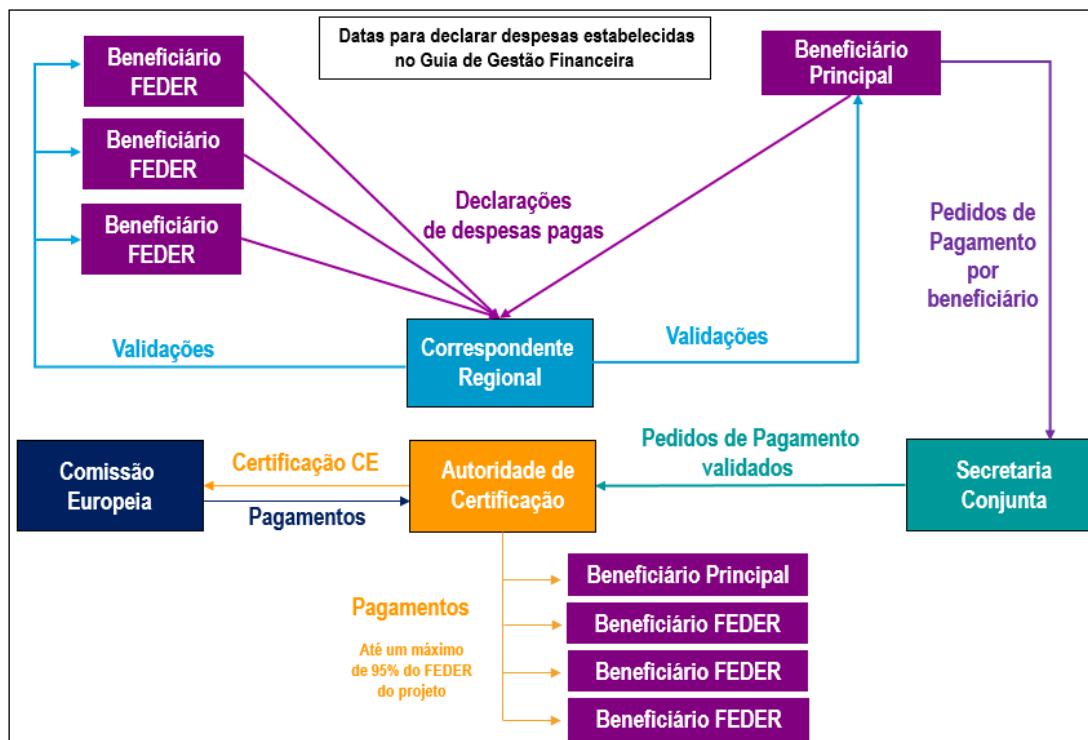 Datas para declarar despesas estabelecidas
no Guia de Gestão Financeira
Beneficiário
FEDER
Beneficiário
FEDER
Beneficiário
FEDER
Beneficiário
Principal
Declarações
de despesas pagas
Pedidos de
Pagamento
por
beneficiário
Validações
Correspondente
Regional
Validações
Comissão
Europeia
Certificação CE
Pagamentos
Autoridade de
Certificação
Pedidos de Pagamento
validados
Secretaria
Conjunta
Pagamentos
Até um máximo
de 95% do FEDER
do projeto
Beneficiário Principal
Beneficiário FEDER
Beneficiário FEDER
Beneficiário FEDER